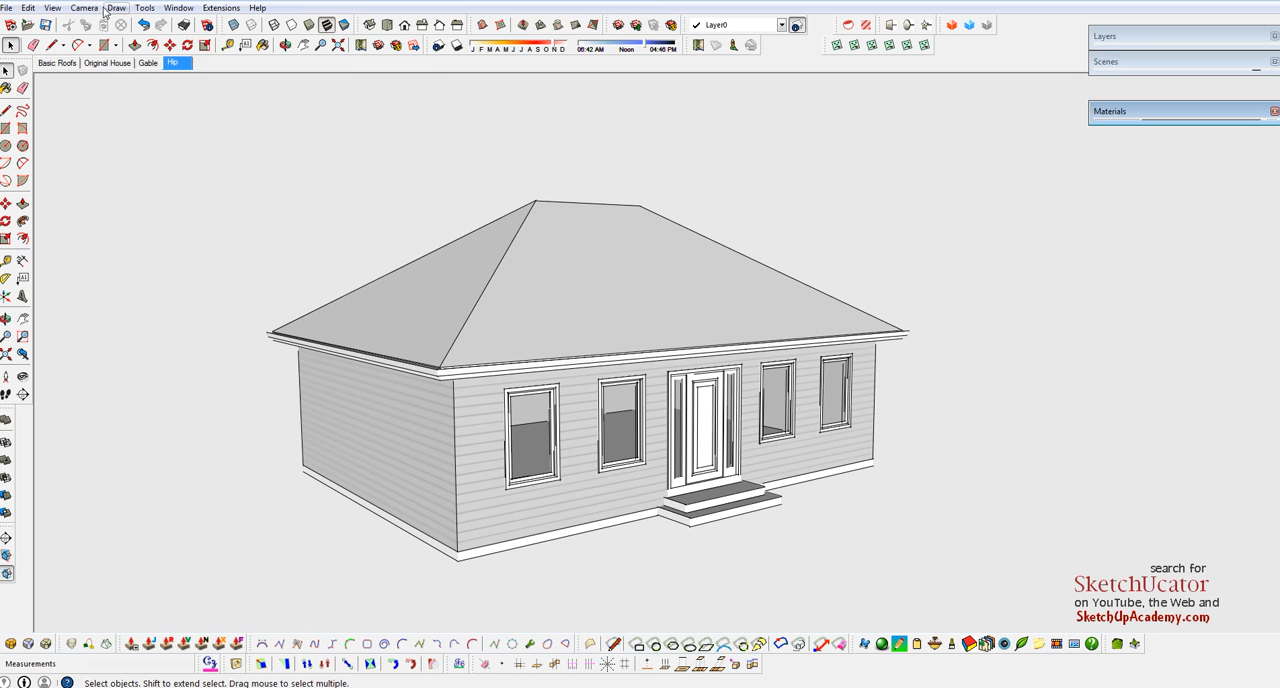 File Edit View Camera Draw Tools Window Extensions Help
Layer0
J F M A M J J A S O N D 06:42 AM Noon 04:46 PM
Layers
Scenes
Basic Roofs Original House Gable Hip
Materials
search for
SketchUcator
on YouTube, the Web and
SketchUpAcademy.com
Measurements
Select objects. Shift to extend select. Drag mouse to select multiple.